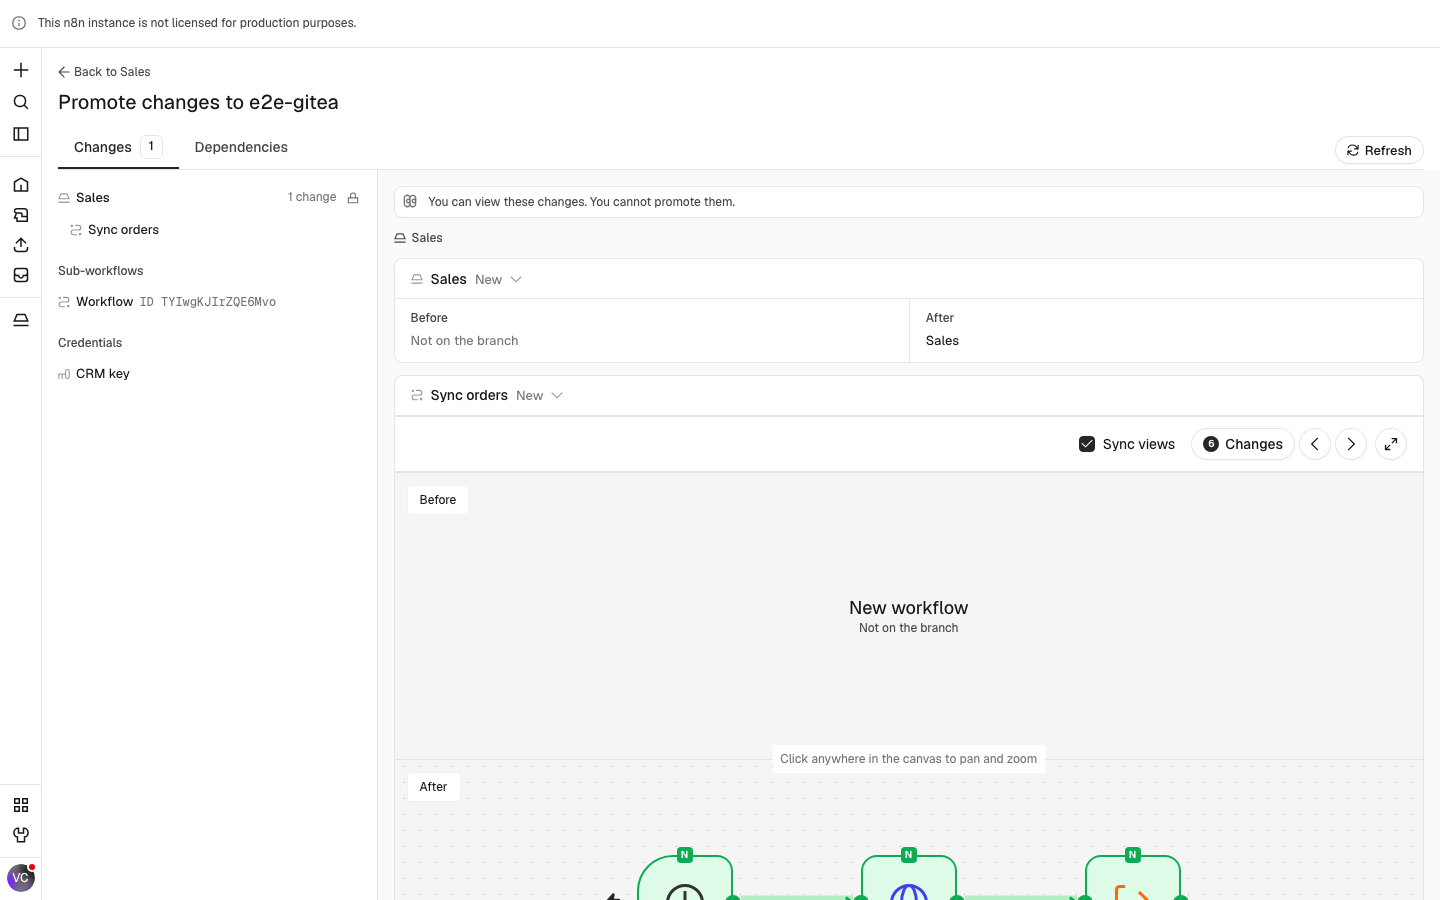 This n8n instance is not licensed for production purposes.
Back to Sales
Promote changes to e2e-gitea
Changes 1
Dependencies
Refresh
Sales
1 change
Sync orders
Sub-workflows
Workflow ID TYIwgKJIrZQE6Mvo
Credentials
CRM key
You can view these changes. You cannot promote them.
Sales
Sales New
Before
Not on the branch
After
Sales
Sync orders New
Sync views
6 Changes
Before
New workflow
Not on the branch
Click anywhere in the canvas to pan and zoom
After
N
N
N
VC